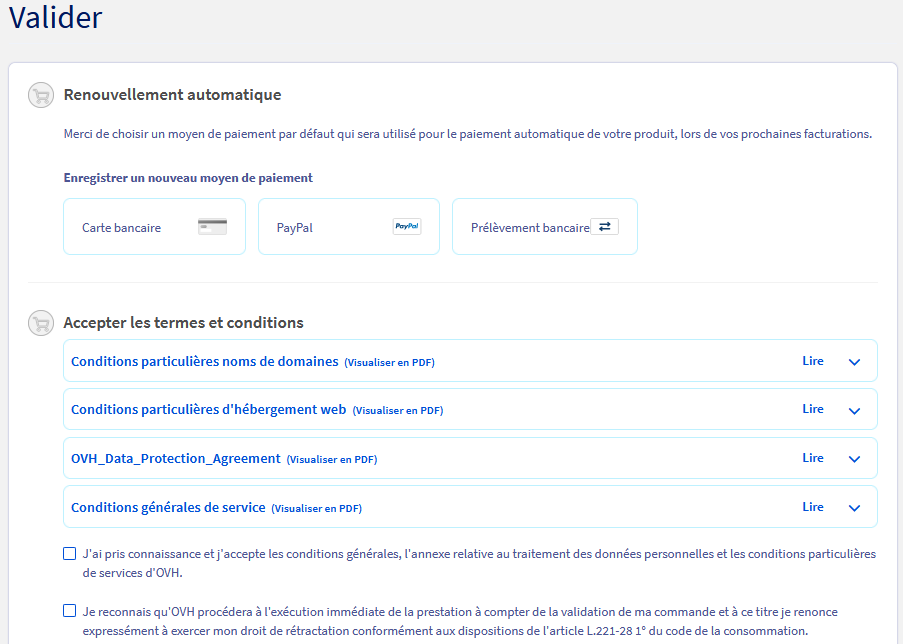 Valider
Renouvellement automatique
Merci de choisir un moyen de paiement par défaut qui sera utilisé pour le paiement automatique de votre produit, lors de vos prochaines facturations.
Enregistrer un nouveau moyen de paiement
Carte bancaire
PayPal PayPal
Prélèvement bancaire
Accepter les termes et conditions
Conditions particulières noms de domaines (Visualiser en PDF) Lire
Conditions particulières d'hébergement web (Visualiser en PDF) Lire
OVH_Data_Protection_Agreement (Visualiser en PDF) Lire
Conditions générales de service (Visualiser en PDF) Lire
J'ai pris connaissance et j'accepte les conditions générales, l'annexe relative au traitement des données personnelles et les conditions particulières
de services d'OVH.
Je reconnais qu'OVH procédera à l'exécution immédiate de la prestation à compter de la validation de ma commande et à ce titre je renonce
expressément à exercer mon droit de rétractation conformément aux dispositions de l'article L.221-28 1° du code de la consommation.